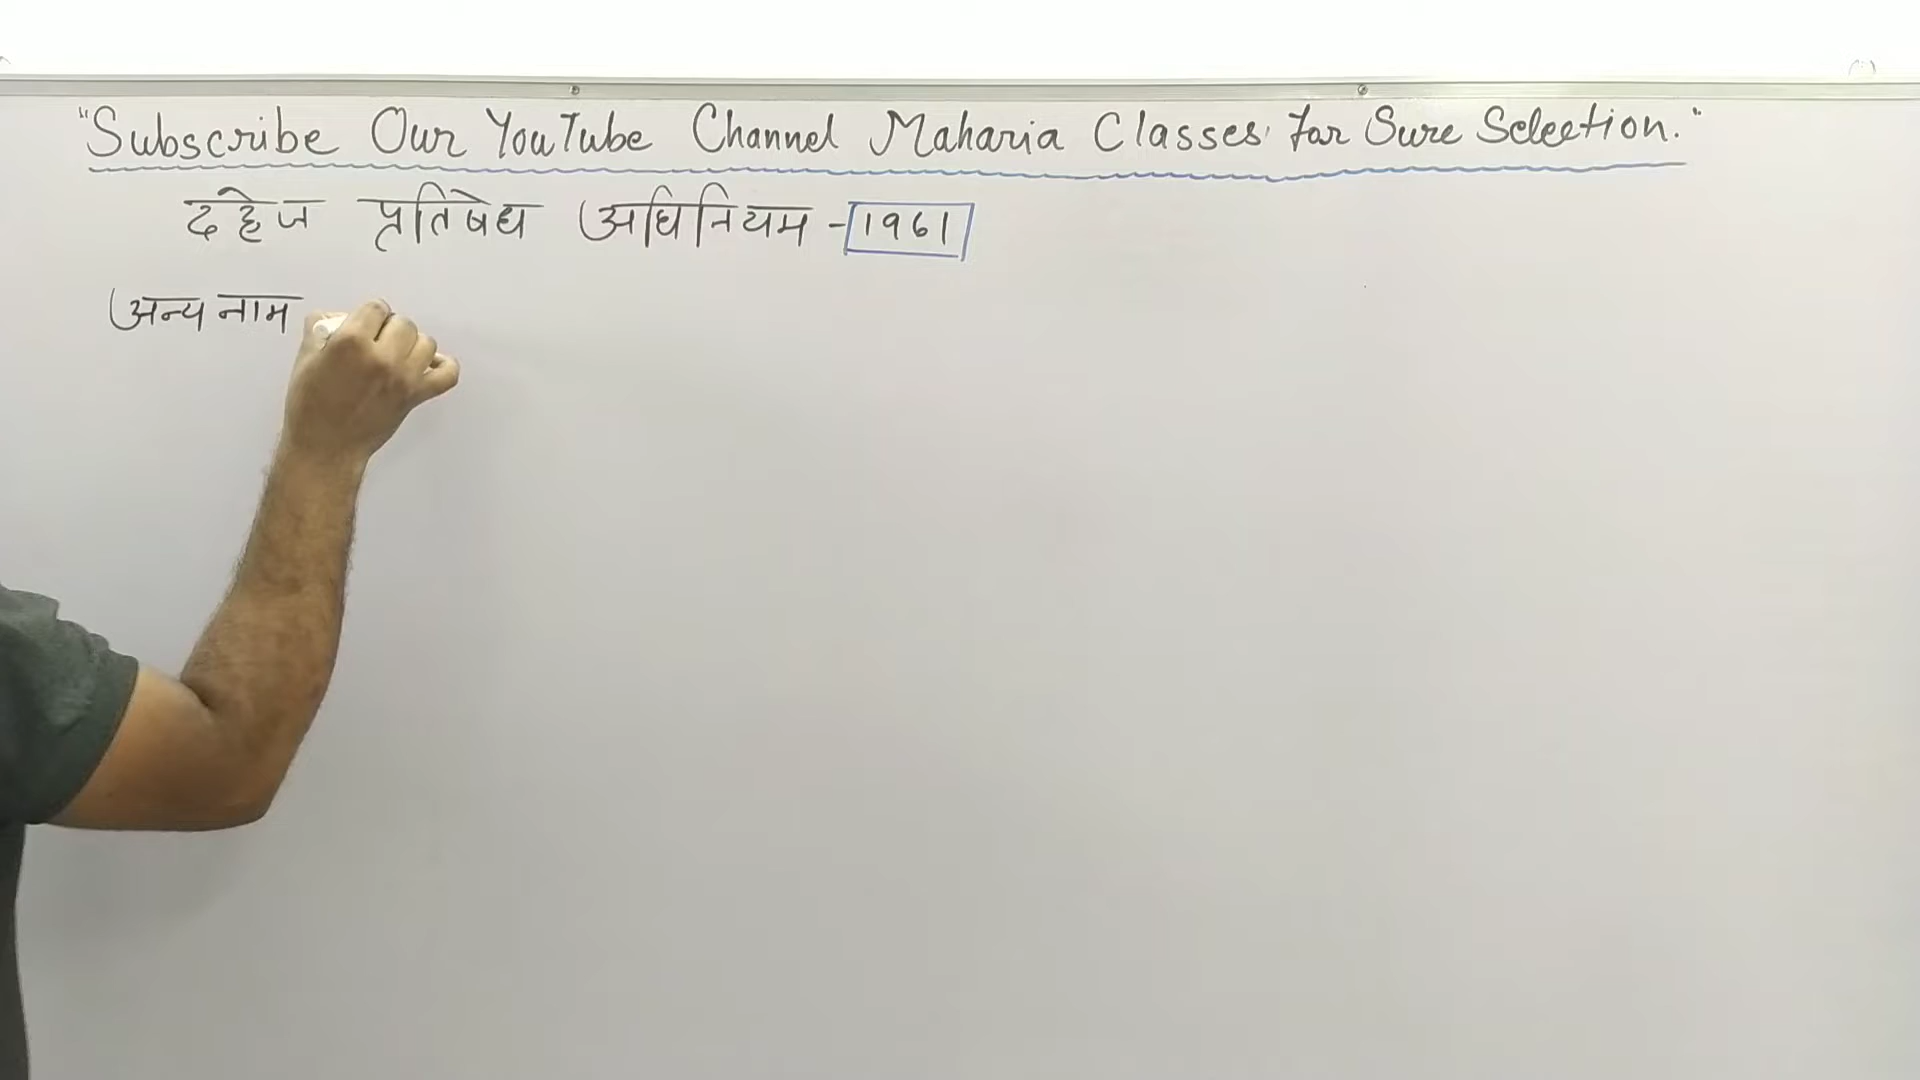 "Subscribe Our YouTube Channel Maharia Classes for Sure Selection."
दहेज प्रतिषेध अधिनियम - 1961
अन्य नाम